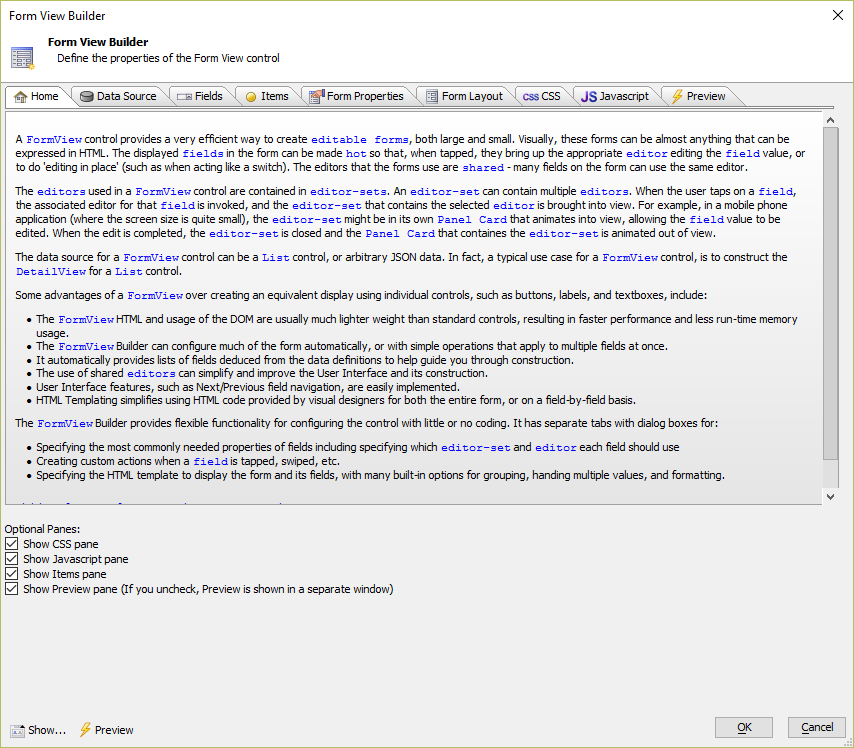 Form View Builder
Form View Builder
Define the properties of the Form View control
Home Data Source Fields Items Form Properties Form Layout CSS CSS JS Javascript Preview
A FormView control provides a very efficient way to create editable forms, both large and small. Visually, these forms can be almost anything that can be
expressed in HTML. The displayed fields in the form can be made hot so that, when tapped, they bring up the appropriate editor editing the field value, or
to do 'editing in place' (such as when acting like a switch). The editors that the forms use are shared - many fields on the form can use the same editor.
The editors used in a FormView control are contained in editor-sets. An editor-set can contain multiple editors. When the user taps on a field,
the associated editor for that field is invoked, and the editor-set that contains the selected editor is brought into view. For example, in a mobile phone
application (where the screen size is quite small), the editor-set might be in its own Panel Card that animates into view, allowing the field value to be
edited. When the edit is completed, the editor-set is closed and the Panel Card that containes the editor-set is animated out of view.
The data source for a FormView control can be a List control, or arbitrary JSON data. In fact, a typical use case for a FormView control, is to construct the
DetailView for a List control.
Some advantages of a FormView over creating an equivalent display using individual controls, such as buttons, labels, and textboxes, include:
• The FormView HTML and usage of the DOM are usually much lighter weight than standard controls, resulting in faster performance and less run-time memory
usage.
• The FormView Builder can configure much of the form automatically, or with simple operations that apply to multiple fields at once.
• It automatically provides lists of fields deduced from the data definitions to help guide you through construction.
• The use of shared editors can simplify and improve the User Interface and its construction.
• User Interface features, such as Next/Previous field navigation, are easily implemented.
• HTML Templating simplifies using HTML code provided by visual designers for both the entire form, or on a field-by-field basis.
The FormView Builder provides flexible functionality for configuring the control with little or no coding. It has separate tabs with dialog boxes for:
• Specifying the most commonly needed properties of fields including specifying which editor-set and editor each field should use
• Creating custom actions when a field is tapped, swiped, etc.
• Specifying the HTML template to display the form and its fields, with many built-in options for grouping, handing multiple values, and formatting.
Optional Panes:
Show CSS pane
Show Javascript pane
Show Items pane
Show Preview pane (If you uncheck, Preview is shown in a separate window)
Show... Preview OK Cancel